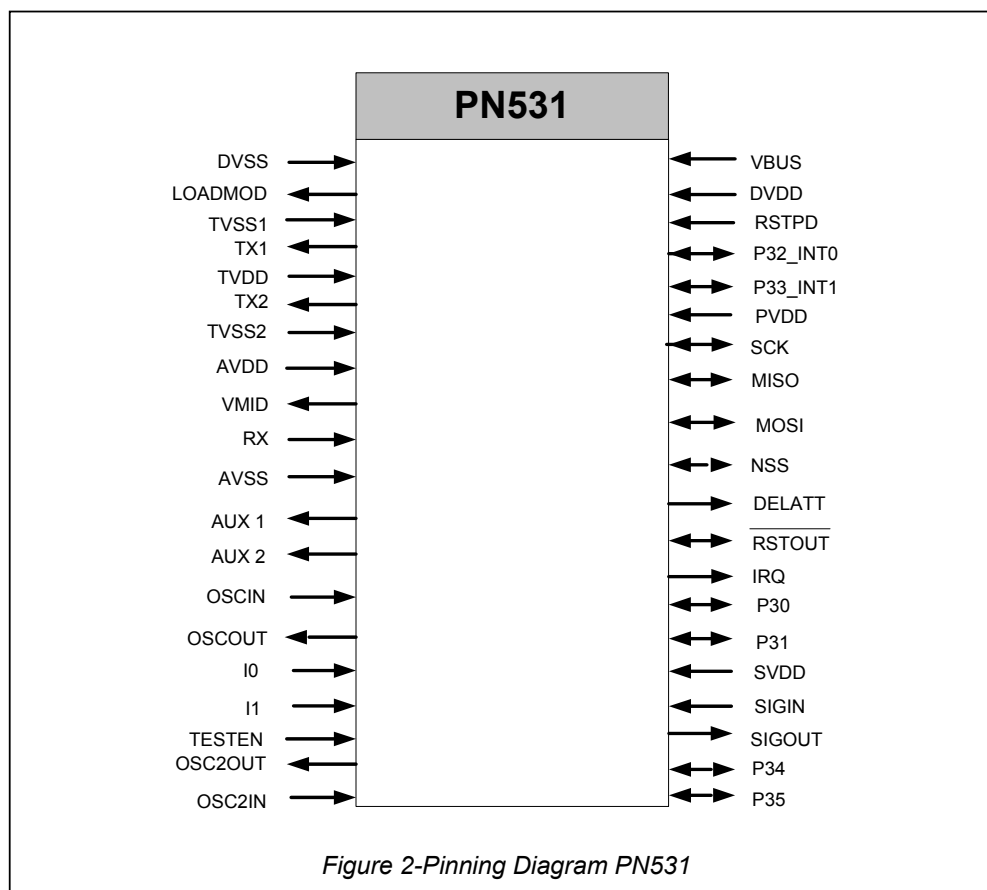 PN531
DVSS
LOADMOD
TVSS1
TX1
TVDD
TX2
TVSS2
AVDD
VMID
RX
AVSS
AUX 1
AUX 2
OSCIN
OSCOUT
I0
I1
TESTEN
OSC2OUT
OSC2IN
VBUS
DVDD
RSTPD
P32_INT0
P33_INT1
PVDD
SCK
MISO
MOSI
NSS
DELATT
RSTOUT
IRQ
P30
P31
SVDD
SIGIN
SIGOUT
P34
P35
Figure 2-Pinning Diagram PN531